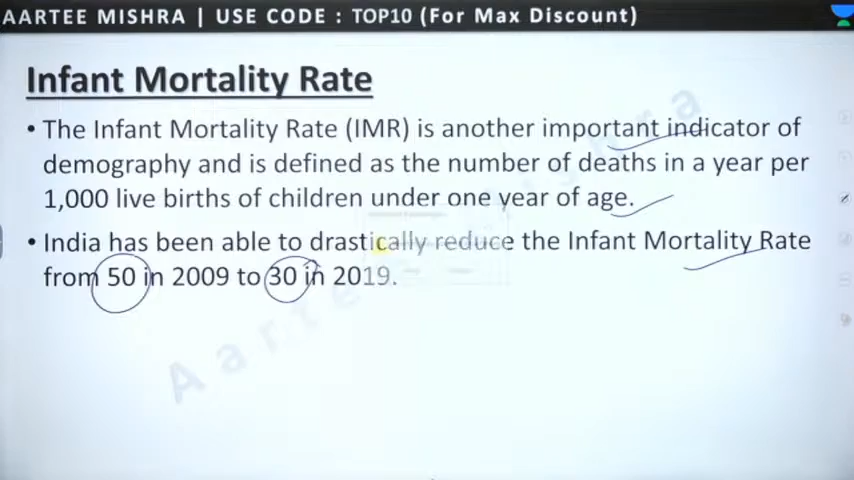 AARTEE MISHRA | USE CODE : TOP10 (For Max Discount)
Infant Mortality Rate
• The Infant Mortality Rate (IMR) is another important indicator of
demography and is defined as the number of deaths in a year per
1,000 live births of children under one year of age.
• India has been able to drastically reduce the Infant Mortality Rate
from 50 in 2009 to 30 in 2019.
Aartee Mishra